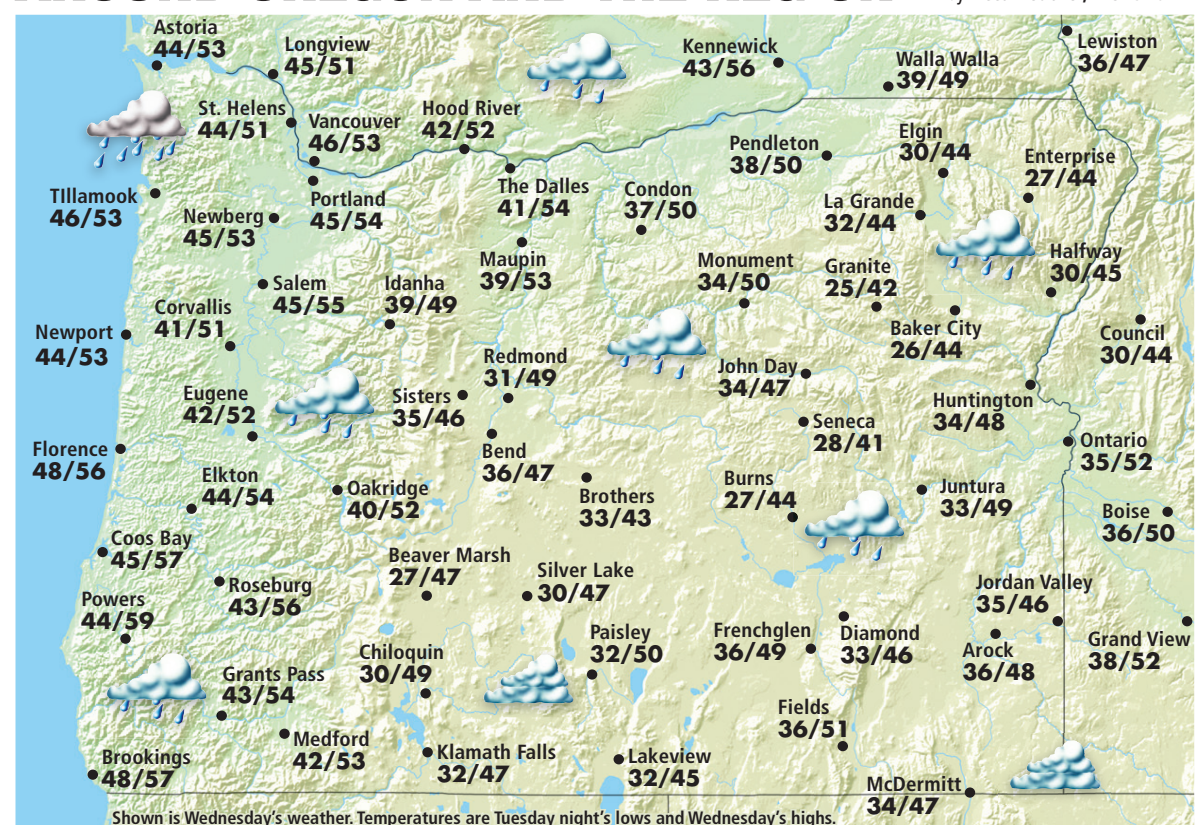 Astoria
44/53
Longview
45/51
Kennewick
43/56
Walla Walla
39/49
Lewiston
36/47
St. Helens
44/51
Vancouver
46/53
Hood River
42/52
Pendleton
38/50
Elgin
30/44
Enterprise
27/44
TIllamook
46/53
Portland
45/54
Newberg
45/53
The Dalles
41/54
Condon
37/50
La Grande
32/44
Maupin
39/53
Monument
34/50
Granite
25/42
Halfway
30/45
Salem
45/55
Idanha
39/49
Corvallis
41/51
Newport
44/53
Baker City
26/44
Council
30/44
Redmond
31/49
John Day
34/47
Eugene
42/52
Sisters
35/46
Huntington
34/48
Seneca
28/41
Florence
48/56
Bend
36/47
Ontario
35/52
Elkton
44/54
Oakridge
40/52
Brothers
33/43
Burns
27/44
Juntura
33/49
Boise
36/50
Coos Bay
45/57
Beaver Marsh
27/47
Silver Lake
30/47
Roseburg
43/56
Jordan Valley
35/46
Powers
44/59
Paisley
32/50
Frenchglen
36/49
Diamond
33/46
Arock
36/48
Grand View
38/52
Chiloquin
30/49
Grants Pass
43/54
Fields
36/51
Medford
42/53
Klamath Falls
32/47
Lakeview
32/45
Brookings
48/57
McDermitt
34/47
Shown is Wednesday's weather. Temperatures are Tuesday night's lows and Wednesday's highs.